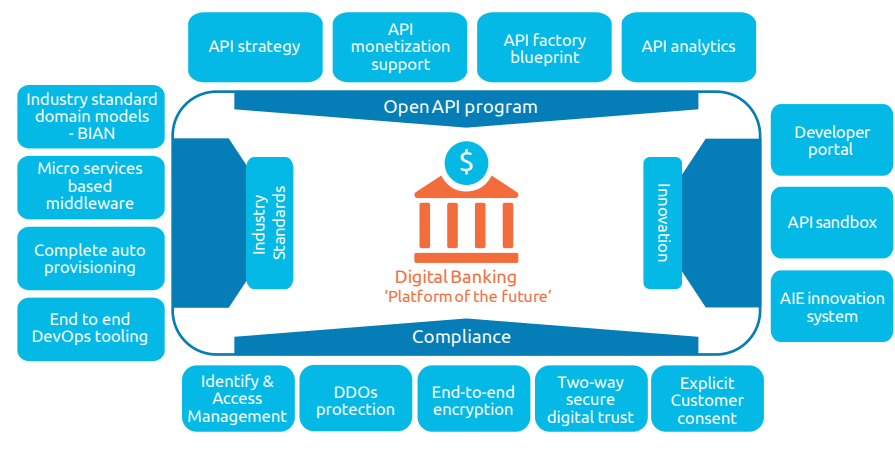 API strategy
API
monetization
support
API factory
blueprint
API analytics
Open API program
Industry standard
domain models
- BIAN
Micro services
based
middleware
Complete auto
provisioning
End to end
DevOps tooling
Industry
Standards
$
Digital Banking
‘Platform of the future’
Innovation
Developer
portal
API sandbox
AIE innovation
system
Compliance
Identify &
Access
Management
DDOs
protection
End-to-end
encryption
Two-way
secure
digital trust
Explicit
Customer
consent